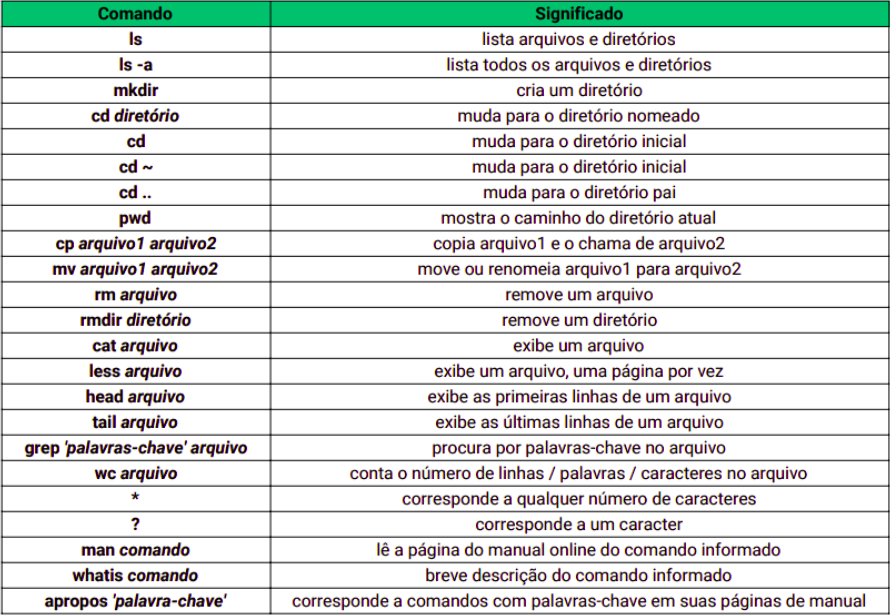 Comando Significado
ls lista arquivos e diretórios
ls -a lista todos os arquivos e diretórios
mkdir cria um diretório
cd diretório muda para o diretório nomeado
cd muda para o diretório inicial
cd ~ muda para o diretório inicial
cd .. muda para o diretório pai
pwd mostra o caminho do diretório atual
cp arquivo1 arquivo2 copia arquivo1 e o chama de arquivo2
mv arquivo1 arquivo2 move ou renomeia arquivo1 para arquivo2
rm arquivo remove um arquivo
rmdir diretório remove um diretório
cat arquivo exibe um arquivo
less arquivo exibe um arquivo, uma página por vez
head arquivo exibe as primeiras linhas de um arquivo
tail arquivo exibe as últimas linhas de um arquivo
grep 'palavras-chave' arquivo procura por palavras-chave no arquivo
wc arquivo conta o número de linhas / palavras / caracteres no arquivo
* corresponde a qualquer número de caracteres
? corresponde a um caracter
man comando lê a página do manual online do comando informado
whatis comando breve descrição do comando informado
apropos 'palavra-chave' corresponde a comandos com palavras-chave em suas páginas de manual